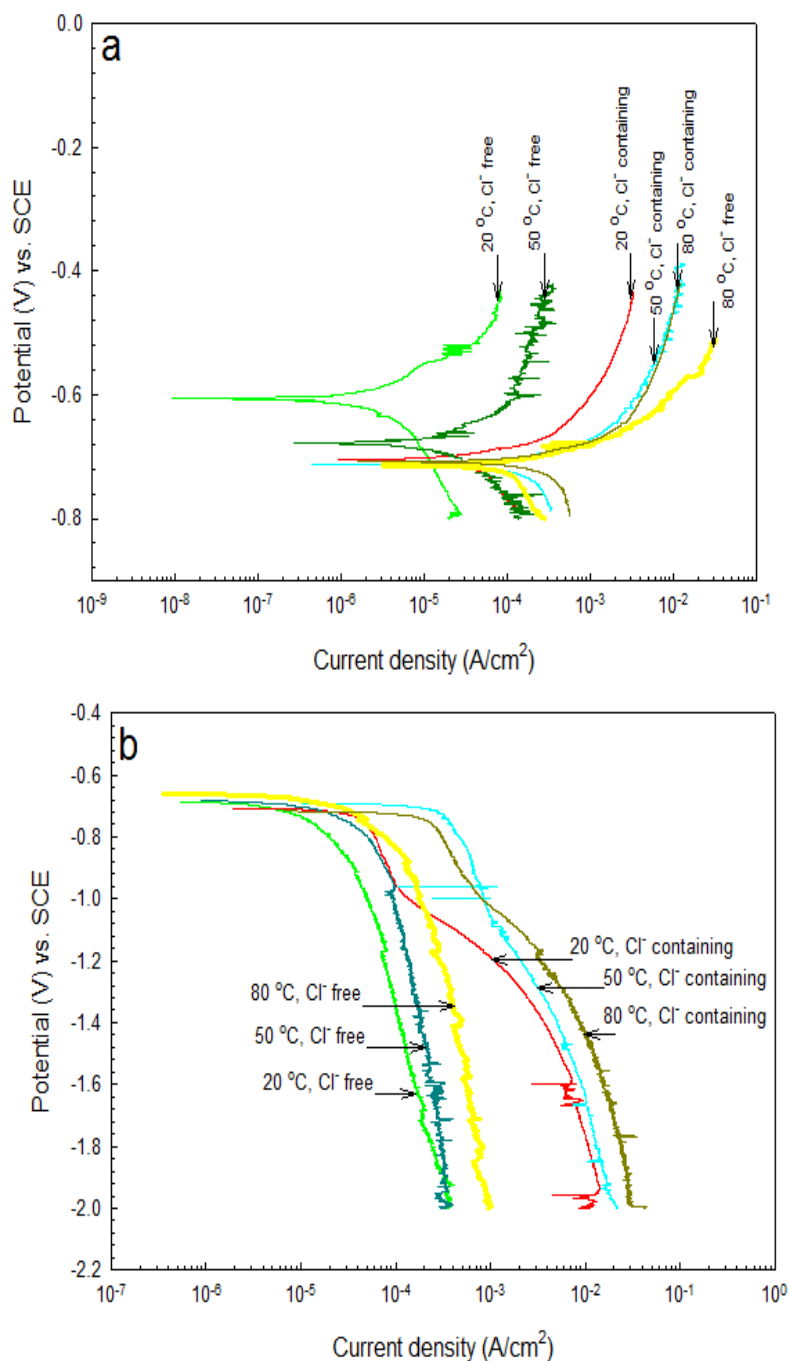 a
0.0
-0.2
-0.4
-0.6
-0.8
Potential (V) vs. SCE
20 °C, Cl⁻ free
50 °C, Cl⁻ free
20 °C, Cl⁻ containing
50 °C, Cl⁻ containing
80 °C, Cl⁻ containing
80 °C, Cl⁻ free
10⁻⁹ 10⁻⁸ 10⁻⁷ 10⁻⁶ 10⁻⁵ 10⁻⁴ 10⁻³ 10⁻² 10⁻¹
Current density (A/cm²)
b
-0.4
-0.6
-0.8
-1.0
-1.2
-1.4
-1.6
-1.8
-2.0
-2.2
Potential (V) vs. SCE
20 °C, Cl⁻ containing
50 °C, Cl⁻ containing
80 °C, Cl⁻ containing
80 °C, Cl⁻ free
50 °C, Cl⁻ free
20 °C, Cl⁻ free
10⁻⁷ 10⁻⁶ 10⁻⁵ 10⁻⁴ 10⁻³ 10⁻² 10⁻¹ 10⁰
Current density (A/cm²)